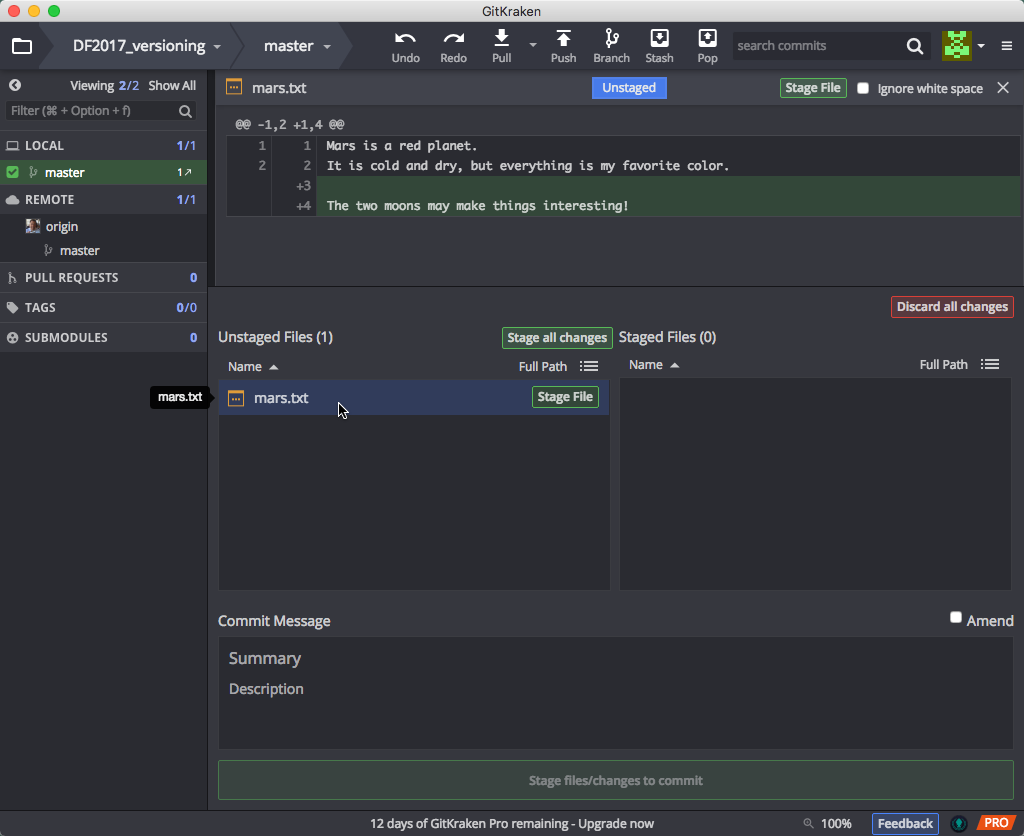 GitKraken
DF2017_versioning
master
Undo
Redo
Pull
Push
Branch
Stash
Pop
search commits
Viewing 2/2 Show All
Filter (⌘ + Option + f)
LOCAL 1/1
master 1↗
REMOTE 1/1
origin
master
PULL REQUESTS 0
TAGS 0/0
SUBMODULES 0
mars.txt
Unstaged
Stage File
Ignore white space
@@ -1,2 +1,4 @@
1 1 Mars is a red planet.
2 2 It is cold and dry, but everything is my favorite color.
+3
+4 The two moons may make things interesting!
Discard all changes
Unstaged Files (1)
Stage all changes
Name
Full Path
mars.txt
mars.txt
Stage File
Staged Files (0)
Name
Full Path
Commit Message
Amend
Summary
Description
Stage files/changes to commit
12 days of GitKraken Pro remaining - Upgrade now
100%
Feedback
PRO